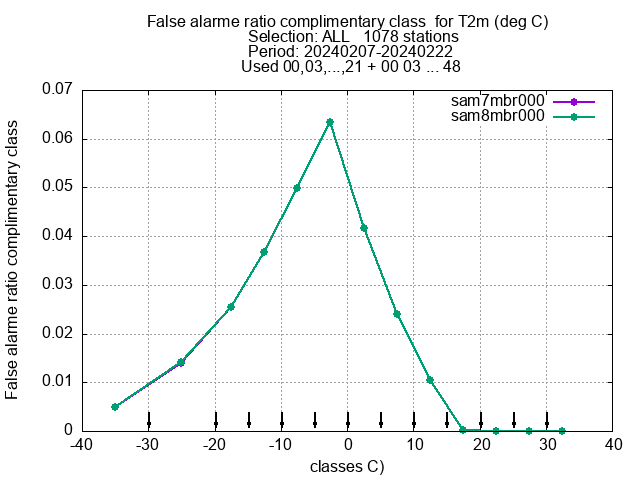 False alarme ratio complimentary class  for T2m (deg C)
Selection: ALL   1078 stations
Period: 20240207-20240222
Used 00,03,...,21 + 00 03 ... 48
sam7mbr000
sam8mbr000
False alarme ratio complimentary class
0.07
0.06
0.05
0.04
0.03
0.02
0.01
0
-40 -30 -20 -10 0 10 20 30 40
classes C)